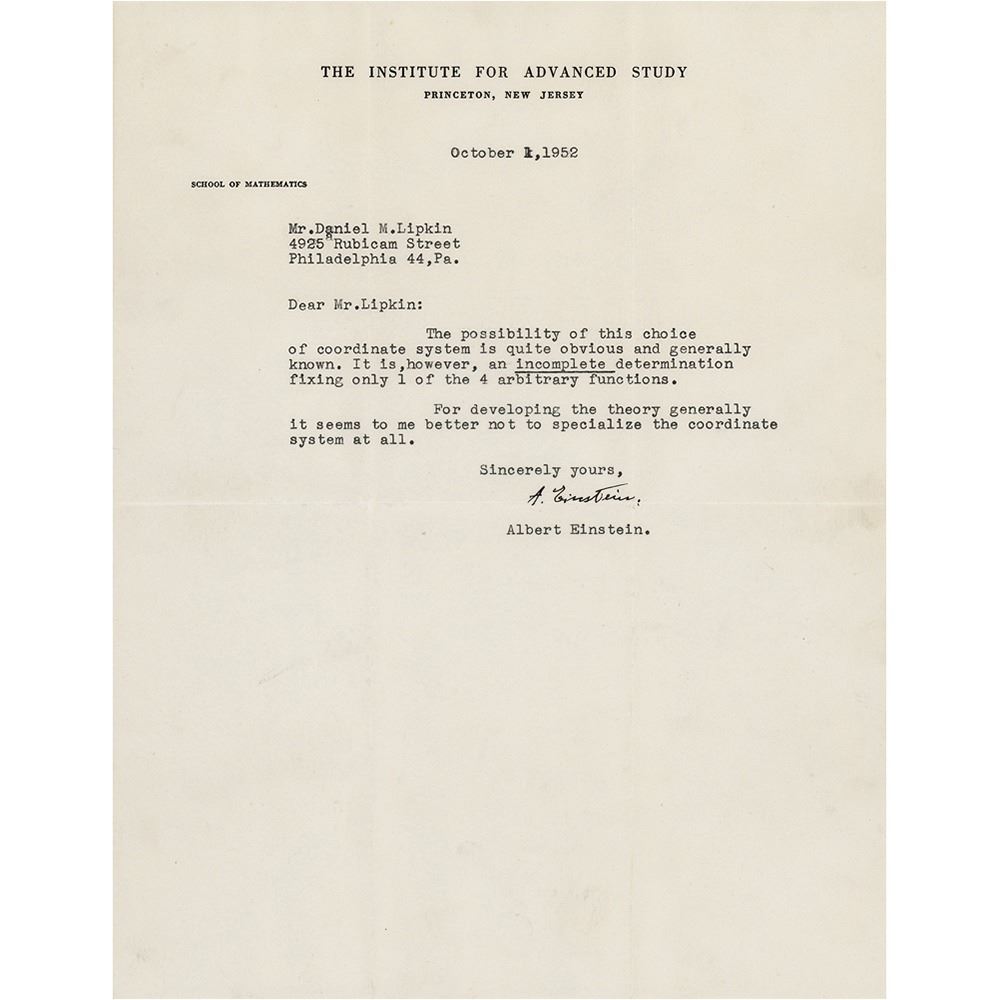 THE INSTITUTE FOR ADVANCED STUDY
PRINCETON, NEW JERSEY
October 1,1952
SCHOOL OF MATHEMATICS
Mr.Daniel M.Lipkin
4925 Rubicam Street
Philadelphia 44,Pa.
Dear Mr.Lipkin:
The possibility of this choice
of coordinate system is quite obvious and generally
known. It is,however, an incomplete determination
fixing only 1 of the 4 arbitrary functions.
For developing the theory generally
it seems to me better not to specialize the coordinate
system at all.
Sincerely yours,
A. Einstein.
Albert Einstein.